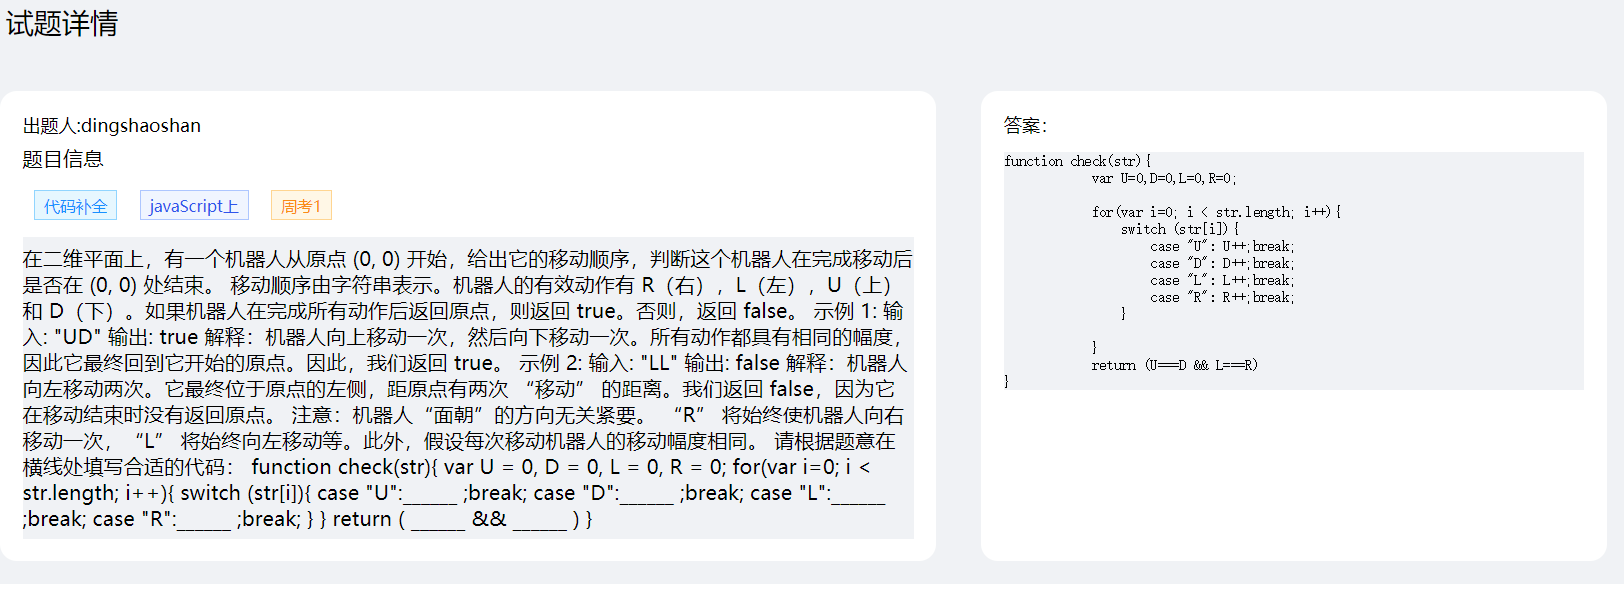 试题详情
出题人:dingshaoshan
题目信息
代码补全
javaScript上
周考1
在二维平面上，有一个机器人从原点 (0, 0) 开始，给出它的移动顺序，判断这个机器人在完成移动后
是否在 (0, 0) 处结束。 移动顺序由字符串表示。机器人的有效动作有 R（右），L（左），U（上）
和 D（下）。如果机器人在完成所有动作后返回原点，则返回 true。否则，返回 false。 示例 1: 输
入: "UD" 输出: true 解释：机器人向上移动一次，然后向下移动一次。所有动作都具有相同的幅度，
因此它最终回到它开始的原点。因此，我们返回 true。 示例 2: 输入: "LL" 输出: false 解释：机器人
向左移动两次。它最终位于原点的左侧，距原点有两次 “移动” 的距离。我们返回 false，因为它
在移动结束时没有返回原点。 注意：机器人“面朝”的方向无关紧要。 “R” 将始终使机器人向右
移动一次，“L” 将始终向左移动等。此外，假设每次移动机器人的移动幅度相同。 请根据题意在
横线处填写合适的代码： function check(str){ var U = 0, D = 0, L = 0, R = 0; for(var i=0; i <
str.length; i++){ switch (str[i]){ case "U":_____ ;break; case "D":_____ ;break; case "L":_____
;break; case "R":_____ ;break; } } return ( _____ && _____ ) }
答案：
function check(str){
var U=0,D=0,L=0,R=0;
for(var i=0; i < str.length; i++){
switch (str[i]){
case "U": U++;break;
case "D": D++;break;
case "L": L++;break;
case "R": R++;break;
}
}
return (U===D && L===R)
}